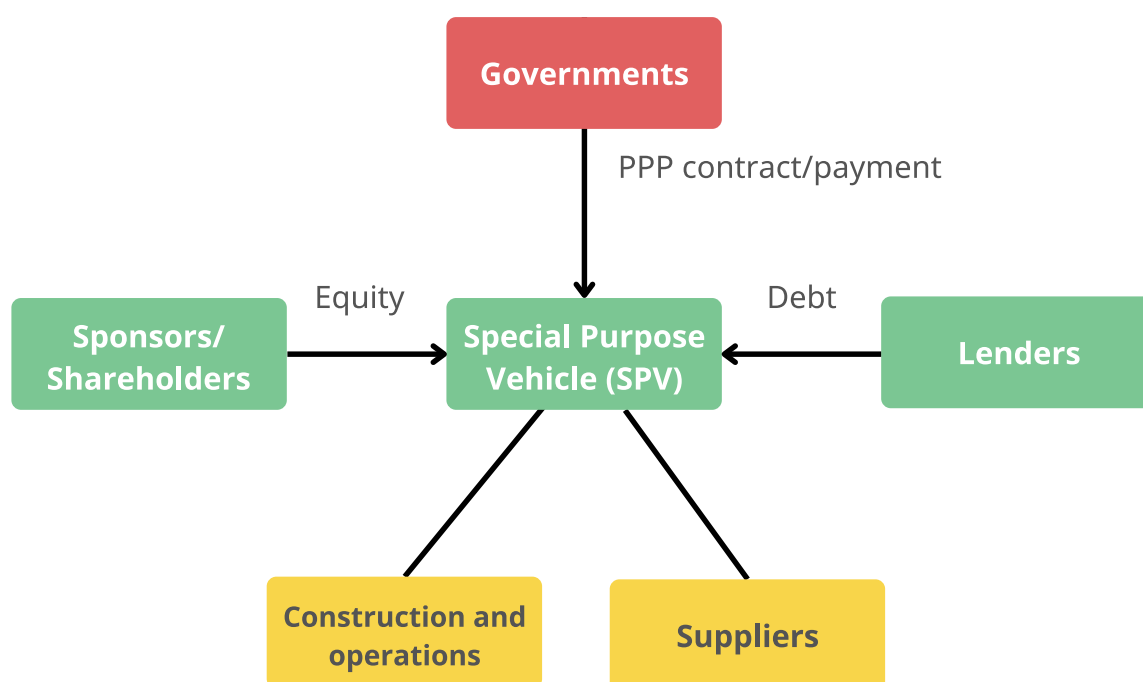 Governments
PPP contract/payment
Equity
Debt
Sponsors/
Shareholders
Special Purpose
Vehicle (SPV)
Lenders
Construction and
operations
Suppliers